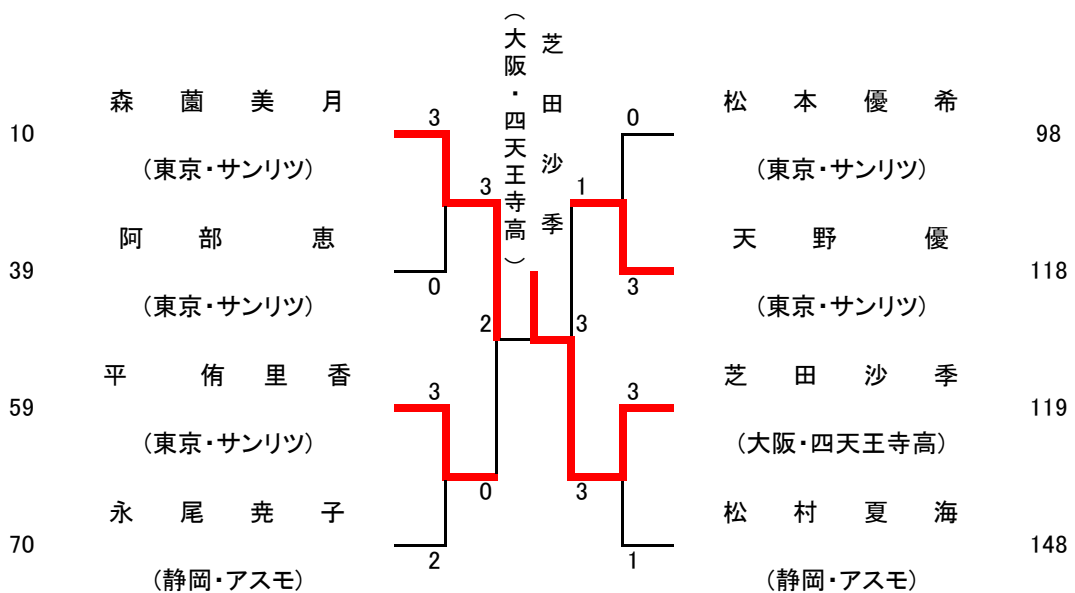 (大阪・四天王寺高)
芝田沙季
森薗美月
10
(東京・サンリツ)
3
阿部恵
39
(東京・サンリツ)
0
3
平侑里香
59
(東京・サンリツ)
3
永尾尭子
70
(静岡・アスモ)
2
0
2
松本優希
98
(東京・サンリツ)
0
天野優
118
(東京・サンリツ)
3
1
芝田沙季
119
(大阪・四天王寺高)
3
松村夏海
148
(静岡・アスモ)
1
3
3